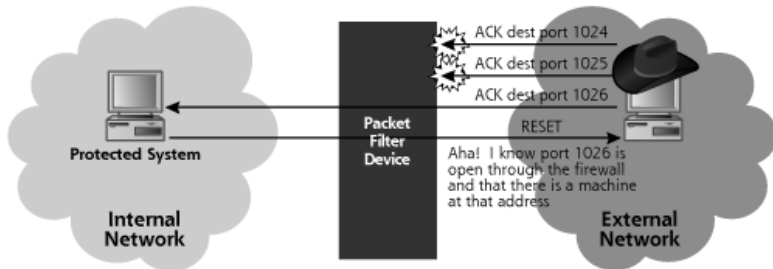 ACK dest port 1024
ACK dest port 1025
ACK dest port 1026
RESET
Packet
Filter
Device
Protected System
Aha! I know port 1026 is
open through the firewall
and that there is a machine
at that address
Internal
Network
External
Network